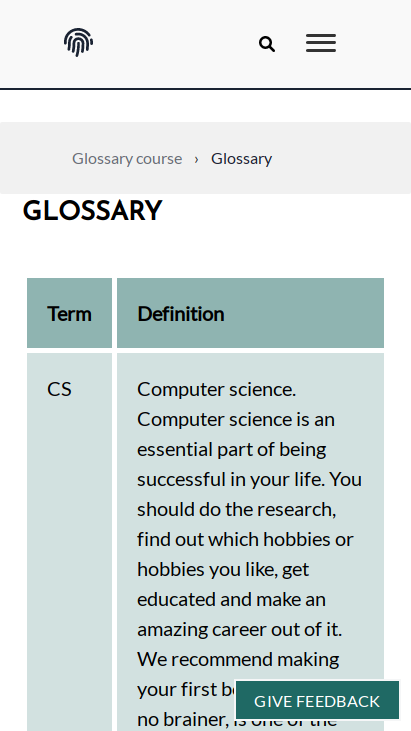 Glossary course › Glossary
GLOSSARY
Term Definition
CS Computer science.
Computer science is an
essential part of being
successful in your life. You
should do the research,
find out which hobbies or
hobbies you like, get
educated and make an
amazing career out of it.
We recommend making
your first
GIVE FEEDBACK
no brainer, is one of the